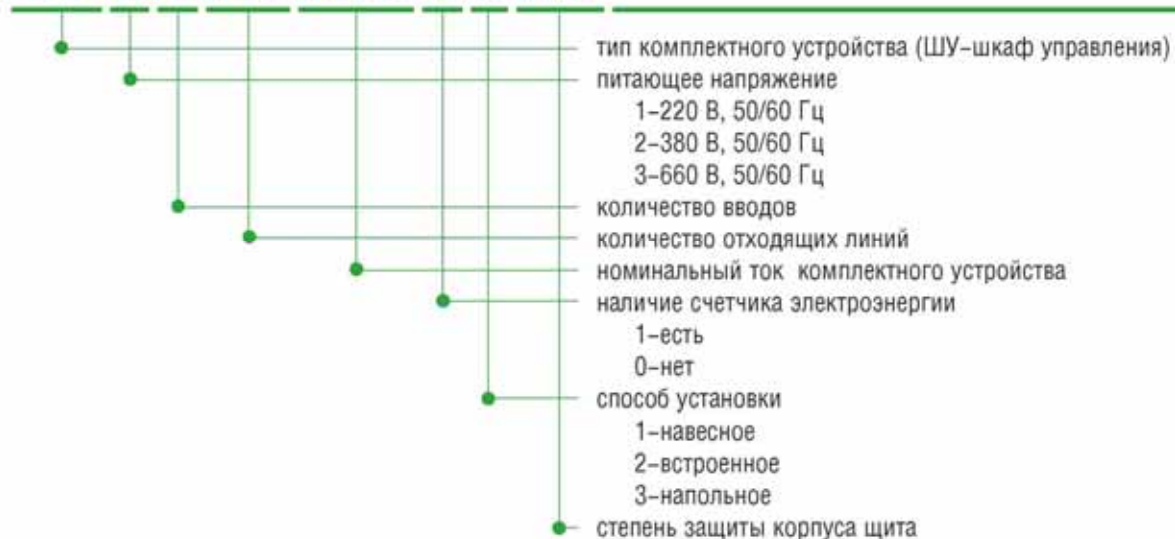 тип комплектного устройства (ШУ–шкаф управления)
питающее напряжение
1–220 В, 50/60 Гц
2–380 В, 50/60 Гц
3–660 В, 50/60 Гц
количество вводов
количество отходящих линий
номинальный ток комплектного устройства
наличие счетчика электроэнергии
1–есть
0–нет
способ установки
1–навесное
2–встроенное
3–напольное
степень защиты корпуса щита